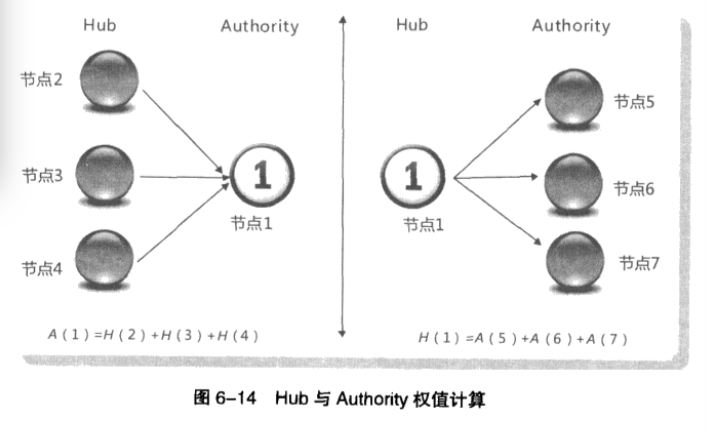 Hub Authority Hub Authority
节点2 节点5
节点3 1 1 节点6
节点1 节点1
节点4 节点7
A(1)=H(2)+H(3)+H(4) H(1)=A(5)+A(6)+A(7)
图 6-14 Hub 与 Authority 权值计算